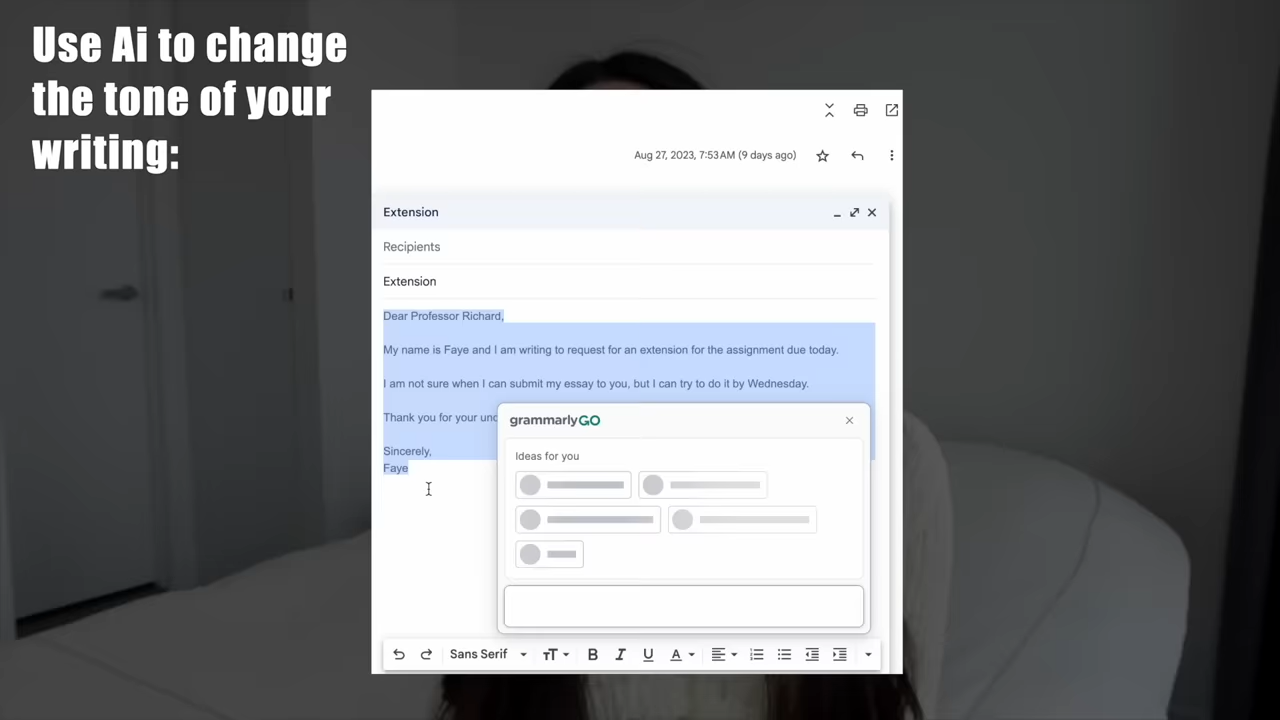 Use Ai to change
the tone of your
writing:
Aug 27, 2023, 7:53AM (9 days ago)
Extension
Recipients
Extension
Dear Professor Richard,
My name is Faye and I am writing to request for an extension for the assignment due today.
I am not sure when I can submit my essay to you, but I can try to do it by Wednesday.
Thank you for your
grammarlyGO
Ideas for you
Sincerely,
Faye
Sans Serif
B I U A